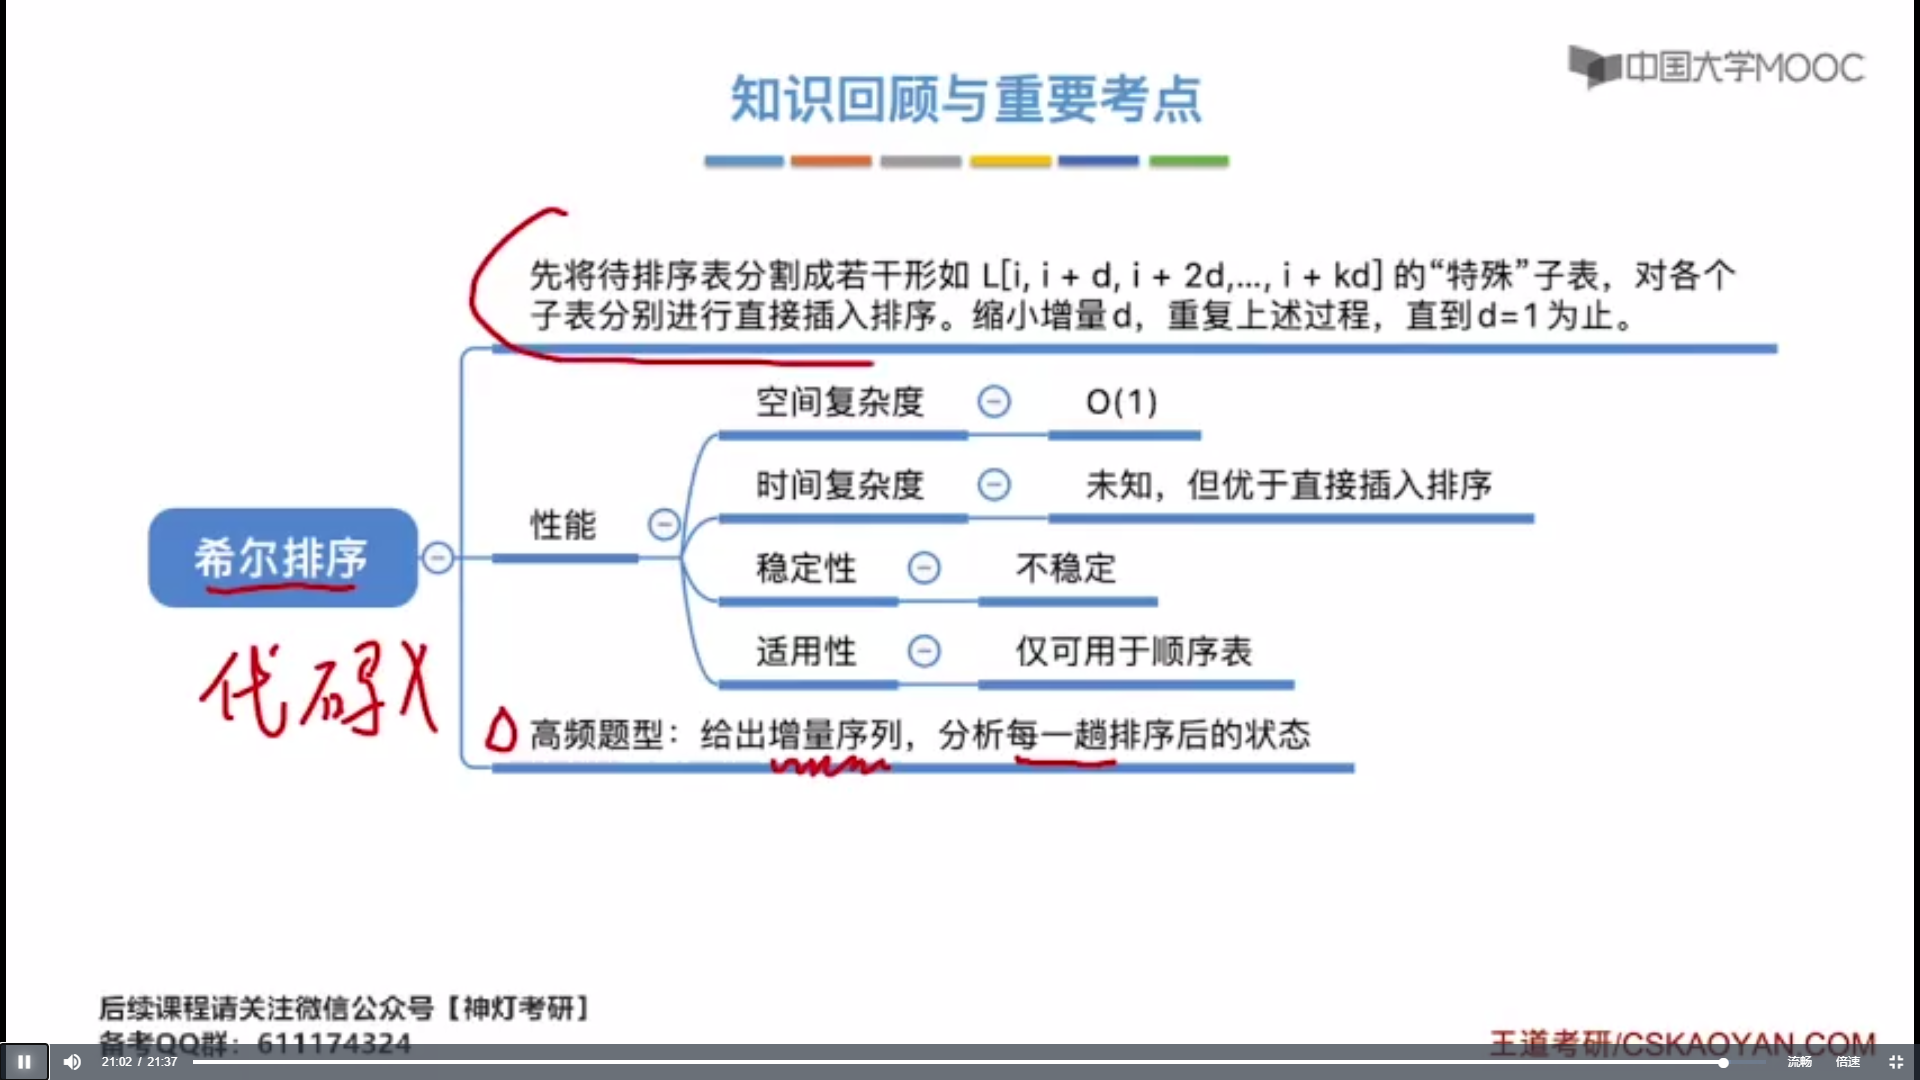 中国大学MOOC
知识回顾与重要考点
先将待排序表分割成若干形如 L[i, i + d, i + 2d,..., i + kd] 的“特殊”子表，对各个
子表分别进行直接插入排序。缩小增量d，重复上述过程，直到d=1为止。
空间复杂度 O(1)
时间复杂度 未知，但优于直接插入排序
性能
希尔排序
稳定性 不稳定
适用性 仅可用于顺序表
代码X
高频题型：给出增量序列，分析每一趟排序后的状态
后续课程请关注微信公众号【神灯考研】
备考QQ群：611174324
王道考研/CSKAOYAN.COM
21:02 / 21:37
流畅 倍速